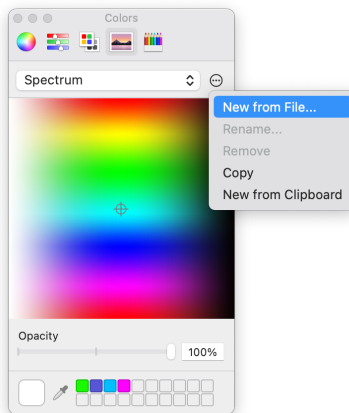 Colors
Spectrum
New from File...
Rename...
Remove
Copy
New from Clipboard
Opacity
100%